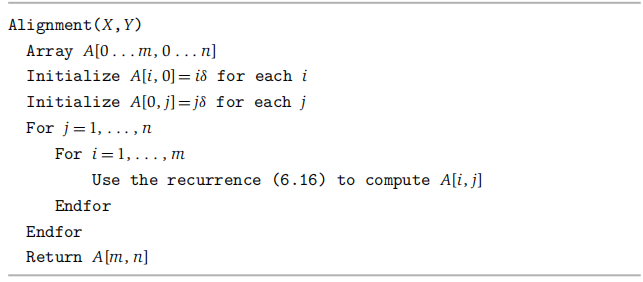 Alignment(X,Y)
Array A[0...m,0...n]
Initialize A[i,0]=iδ for each i
Initialize A[0,j]=jδ for each j
For j=1,...,n
For i=1,...,m
Use the recurrence (6.16) to compute A[i,j]
Endfor
Endfor
Return A[m,n]